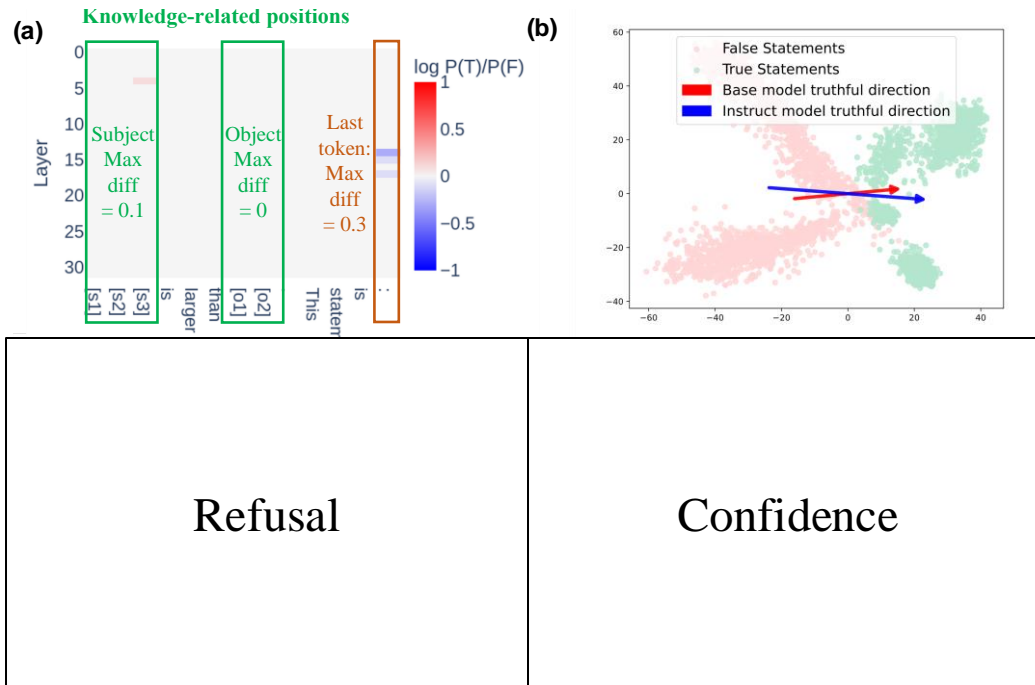 Knowledge-related positions
(a)
log P(T)/P(F)
Layer
0
5
10
15
20
25
30
Subject
Max
diff
= 0.1
Object
Max
diff
= 0
Last
token:
Max
diff
= 0.3
1
0.5
0
−0.5
−1
[s1]
[s2]
[s3]
is
larger
than
[o1]
[o2]
.
This
statem
is
:
(b)
False Statements
True Statements
Base model truthful direction
Instruct model truthful direction
60
40
20
0
−20
−40
−60
−40
−20
0
20
40
Refusal
Confidence